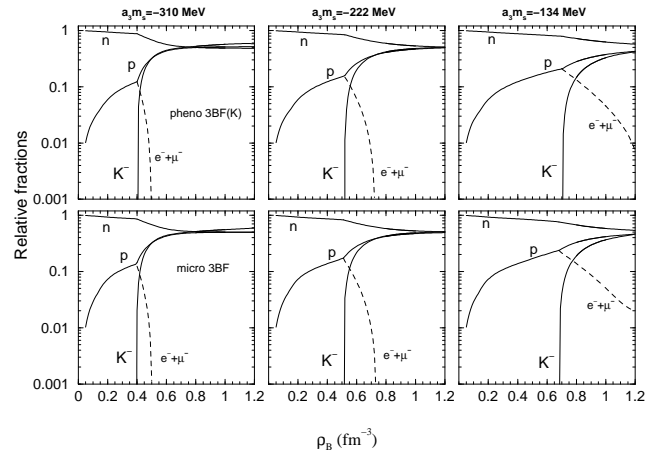 a₃mₛ=−310 MeV
a₃mₛ=−222 MeV
a₃mₛ=−134 MeV
Relative fractions
1
0.1
0.01
0.001
n
p
pheno 3BF(K)
K⁻
e⁻+μ⁻
n
p
K⁻
e⁻+μ⁻
n
p
K⁻
e⁻+μ⁻
1
0.1
0.01
0.001
n
p
micro 3BF
K⁻
e⁻+μ⁻
n
p
K⁻
e⁻+μ⁻
n
p
K⁻
e⁻+μ⁻
0 0.2 0.4 0.6 0.8 1 1.2
0 0.2 0.4 0.6 0.8 1 1.2
0 0.2 0.4 0.6 0.8 1 1.2
ρ_B (fm⁻³)